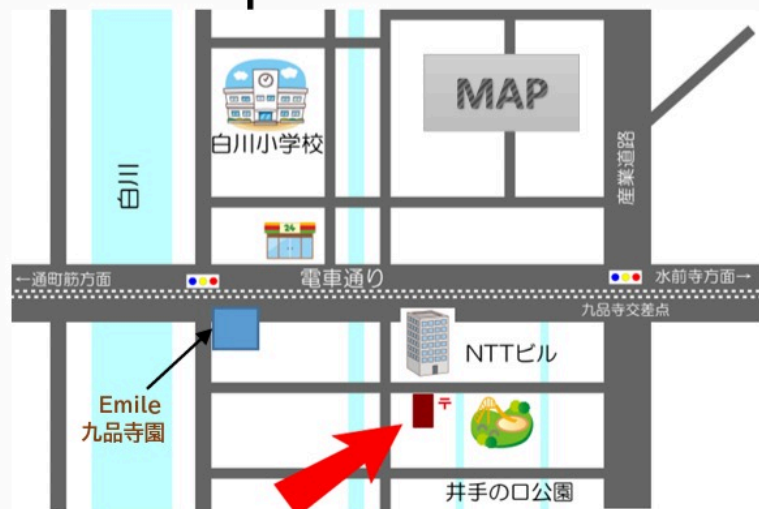 MAP
白川小学校
白川
産業道路
24
←通町筋方面
電車通り
水前寺方面→
九品寺交差点
NTTビル
Emile
九品寺園
〒
井手の口公園